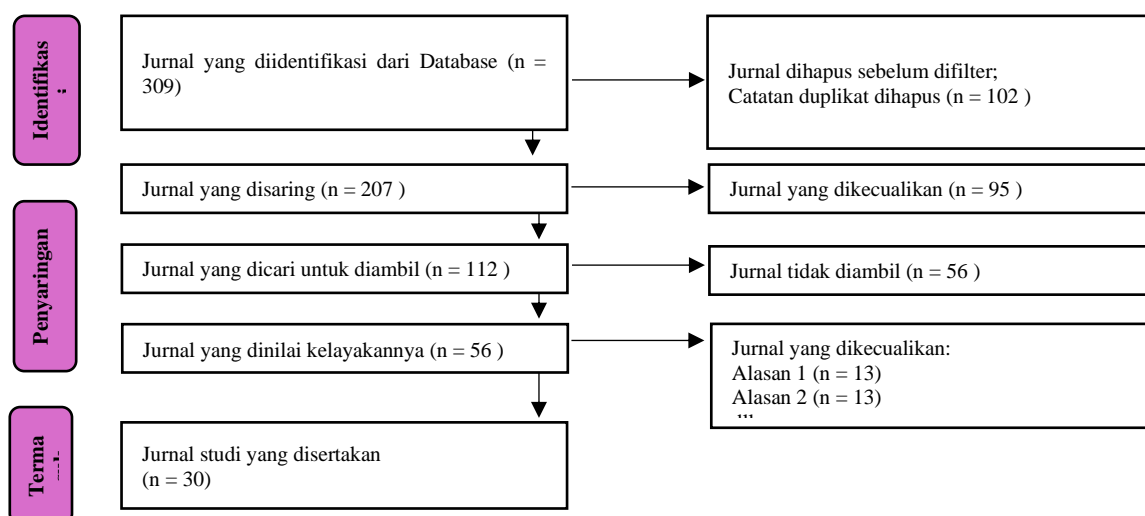 Identifikas
Jurnal yang diidentifikasi dari Database (n =
309)
Jurnal dihapus sebelum difilter;
Catatan duplikat dihapus (n = 102 )
Penyaringan
Jurnal yang disaring (n = 207 )
Jurnal yang dikecualikan (n = 95 )
Jurnal yang dicari untuk diambil (n = 112 )
Jurnal tidak diambil (n = 56 )
Jurnal yang dinilai kelayakannya (n = 56 )
Jurnal yang dikecualikan:
Alasan 1 (n = 13)
Alasan 2 (n = 13)
Terma
Jurnal studi yang disertakan
(n = 30)